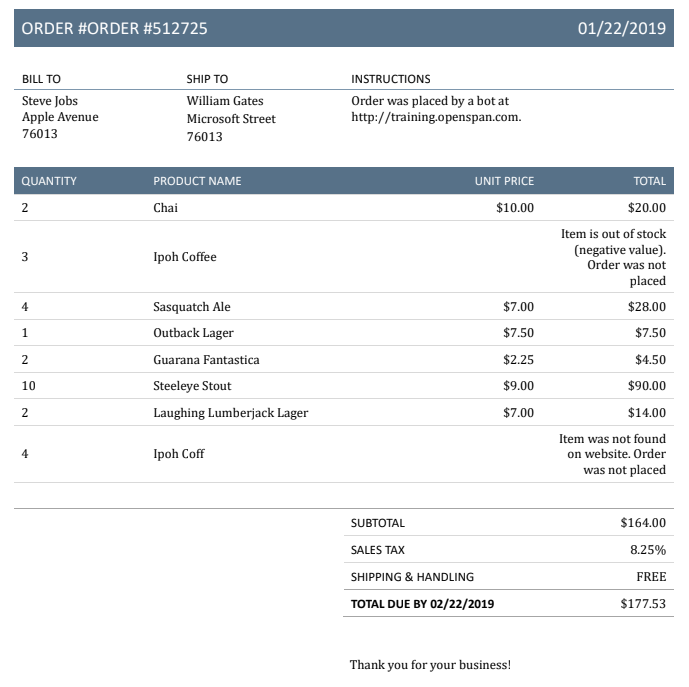 ORDER #ORDER #512725 01/22/2019
BILL TO SHIP TO INSTRUCTIONS
Steve Jobs William Gates Order was placed by a bot at
Apple Avenue Microsoft Street http://training.openspan.com.
76013 76013
QUANTITY PRODUCT NAME UNIT PRICE TOTAL
2 Chai $10.00 $20.00
Item is out of stock
(negative value).
3 Ipoh Coffee
Order was not
placed
4 Sasquatch Ale $7.00 $28.00
1 Outback Lager $7.50 $7.50
2 Guarana Fantastica $2.25 $4.50
10 Steeleye Stout $9.00 $90.00
2 Laughing Lumberjack Lager $7.00 $14.00
Item was not found
4 Ipoh Coff on website. Order
was not placed
SUBTOTAL $164.00
SALES TAX 8.25%
SHIPPING & HANDLING FREE
TOTAL DUE BY 02/22/2019 $177.53
Thank you for your business!